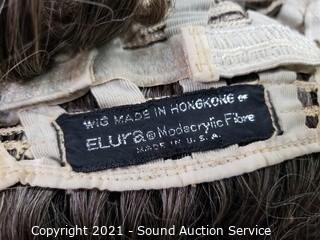 WIG MADE IN HONGKONG OF
ELURA® Modacrylic Fibre
MADE IN U.S.A.
Copyright 2021 - Sound Auction Service